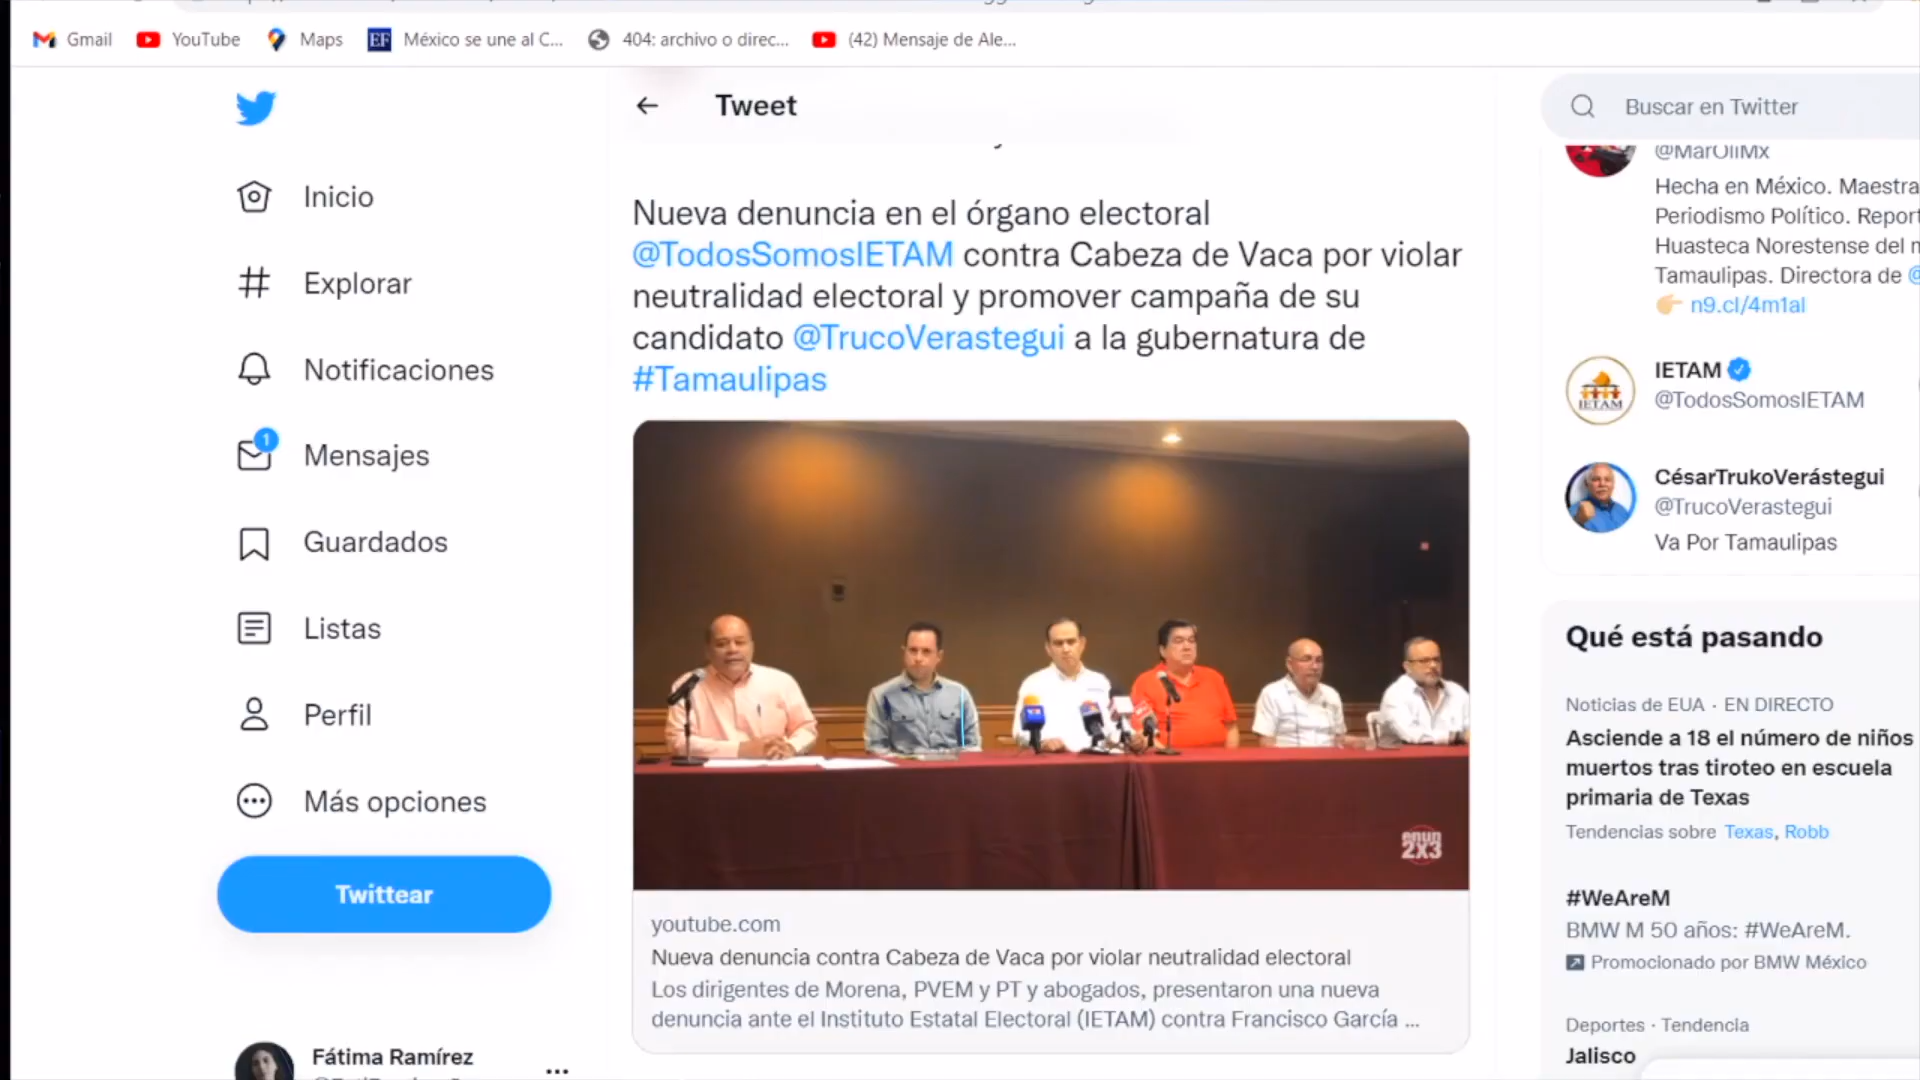 Gmail
YouTube
Maps
EF
México se une al C...
404: archivo o direc...
(42) Mensaje de Ale...
Tweet
Buscar en Twitter
Inicio
Explorar
Notificaciones
1
Mensajes
Guardados
Listas
Perfil
Más opciones
Twittear
Fátima Ramírez
Nueva denuncia en el órgano electoral
@TodosSomosIETAM contra Cabeza de Vaca por violar
neutralidad electoral y promover campaña de su
candidato @TrucoVerastegui a la gubernatura de
#Tamaulipas
enun
2X3
youtube.com
Nueva denuncia contra Cabeza de Vaca por violar neutralidad electoral
Los dirigentes de Morena, PVEM y PT y abogados, presentaron una nueva
denuncia ante el Instituto Estatal Electoral (IETAM) contra Francisco García ...
@MarOliMx
Hecha en México. Maestra
Periodismo Político. Report
Huasteca Norestense del
Tamaulipas. Directora de @
n9.cl/4m1al
IETAM
IETAM
@TodosSomosIETAM
CésarTrukoVerástegui
@TrucoVerastegui
Va Por Tamaulipas
Qué está pasando
Noticias de EUA · EN DIRECTO
Asciende a 18 el número de niños
muertos tras tiroteo en escuela
primaria de Texas
Tendencias sobre Texas, Robb
#WeAreM
BMW M 50 años: #WeAreM.
Promocionado por BMW México
Deportes · Tendencia
Jalisco